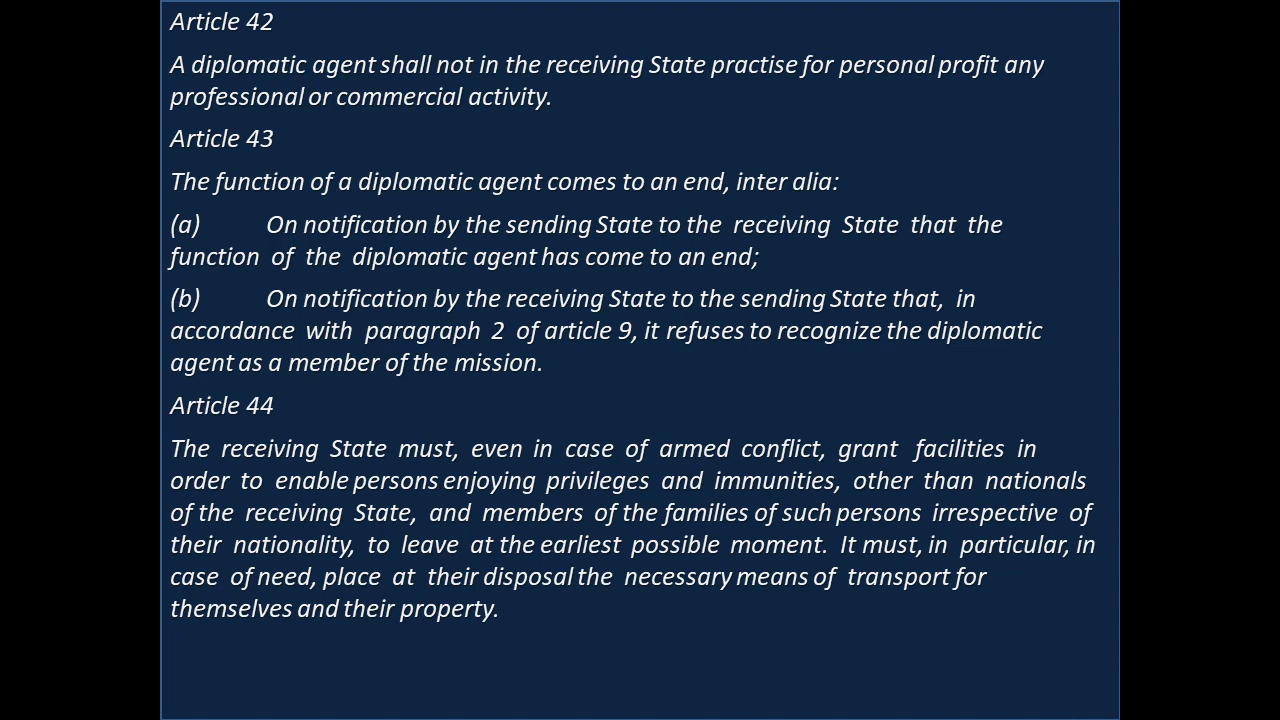 Article 42
A diplomatic agent shall not in the receiving State practise for personal profit any
professional or commercial activity.
Article 43
The function of a diplomatic agent comes to an end, inter alia:
(a) On notification by the sending State to the receiving State that the
function of the diplomatic agent has come to an end;
(b) On notification by the receiving State to the sending State that, in
accordance with paragraph 2 of article 9, it refuses to recognize the diplomatic
agent as a member of the mission.
Article 44
The receiving State must, even in case of armed conflict, grant facilities in
order to enable persons enjoying privileges and immunities, other than nationals
of the receiving State, and members of the families of such persons irrespective of
their nationality, to leave at the earliest possible moment. It must, in particular, in
case of need, place at their disposal the necessary means of transport for
themselves and their property.